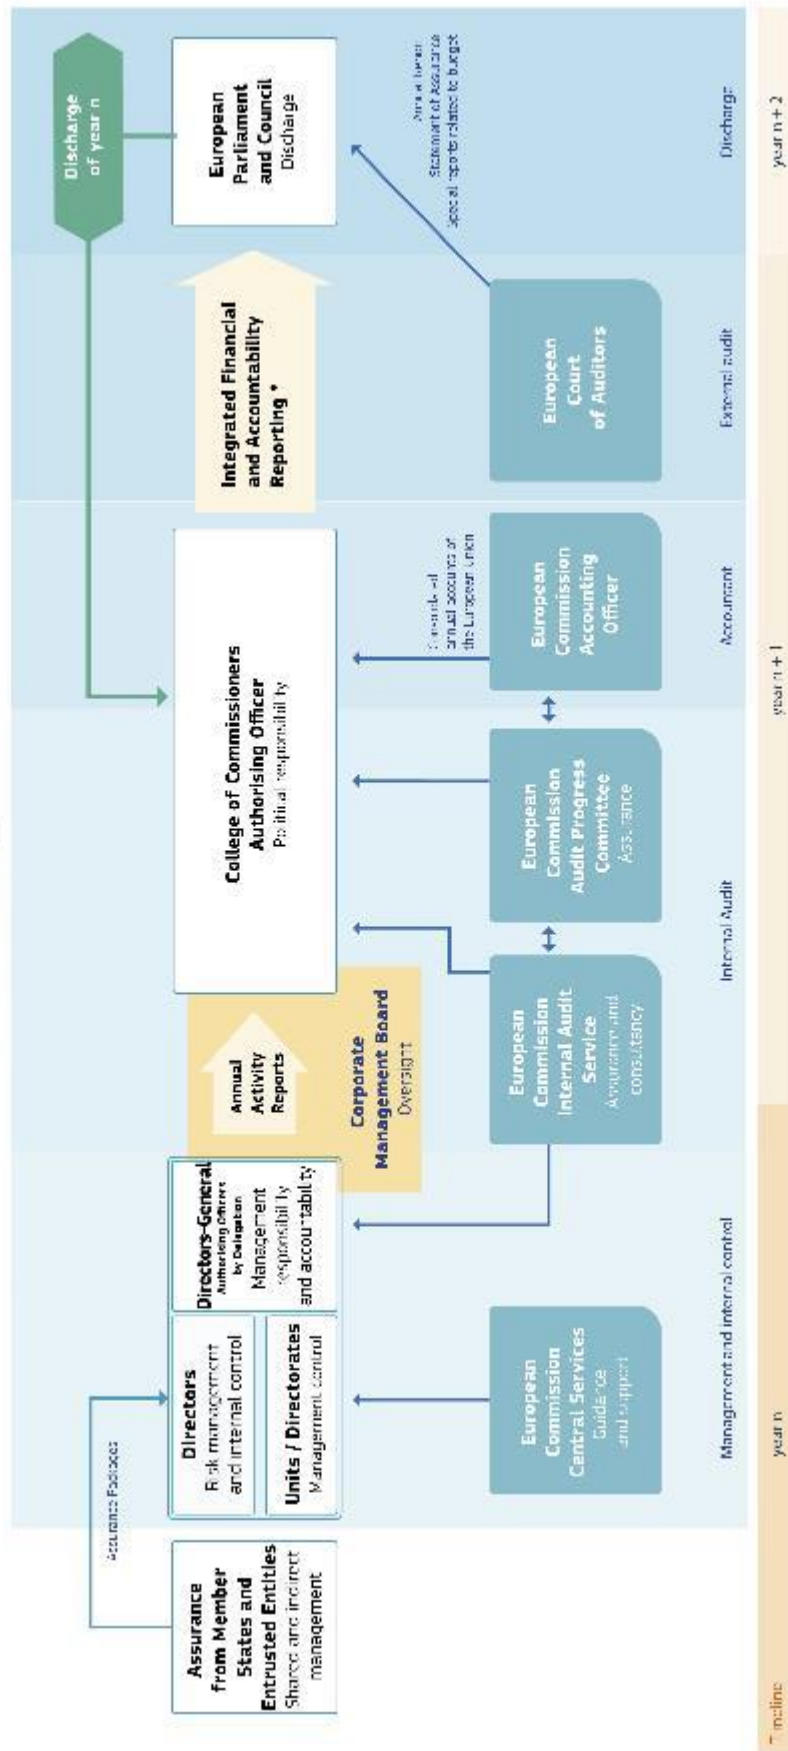 Assurance
from Member
States and
Entrusted Entities
Shared and indirect
management
Assurance Packages
Directors
Risk management
and internal control
Units / Directorates
Management control
Directors-General
Authorising Officers
by Delegation
Management
responsibility
and accountability
Annual
Activity
Reports
Corporate
Management Board
Oversight
College of Commissioners
Authorising Officer
Political responsibility
Integrated Financial
and Accountability
Reporting *
European
Parliament
and Council
Discharge
Discharge
of year n
European
Commission
Central Services
Guidance
and support
European
Commission
Internal Audit
Service
Assurance and
consultancy
European
Commission
Audit Progress
Committee
Assurance
European
Commission
Accounting
Officer
Consolidated
annual accounts of
the European Union
European
Court
of Auditors
Annual Report
Statement of Assurance
Special reports related to budget
Management and internal control
Internal Audit
Accountant
External audit
Discharge
Timeline
year n
year n + 1
year n + 2